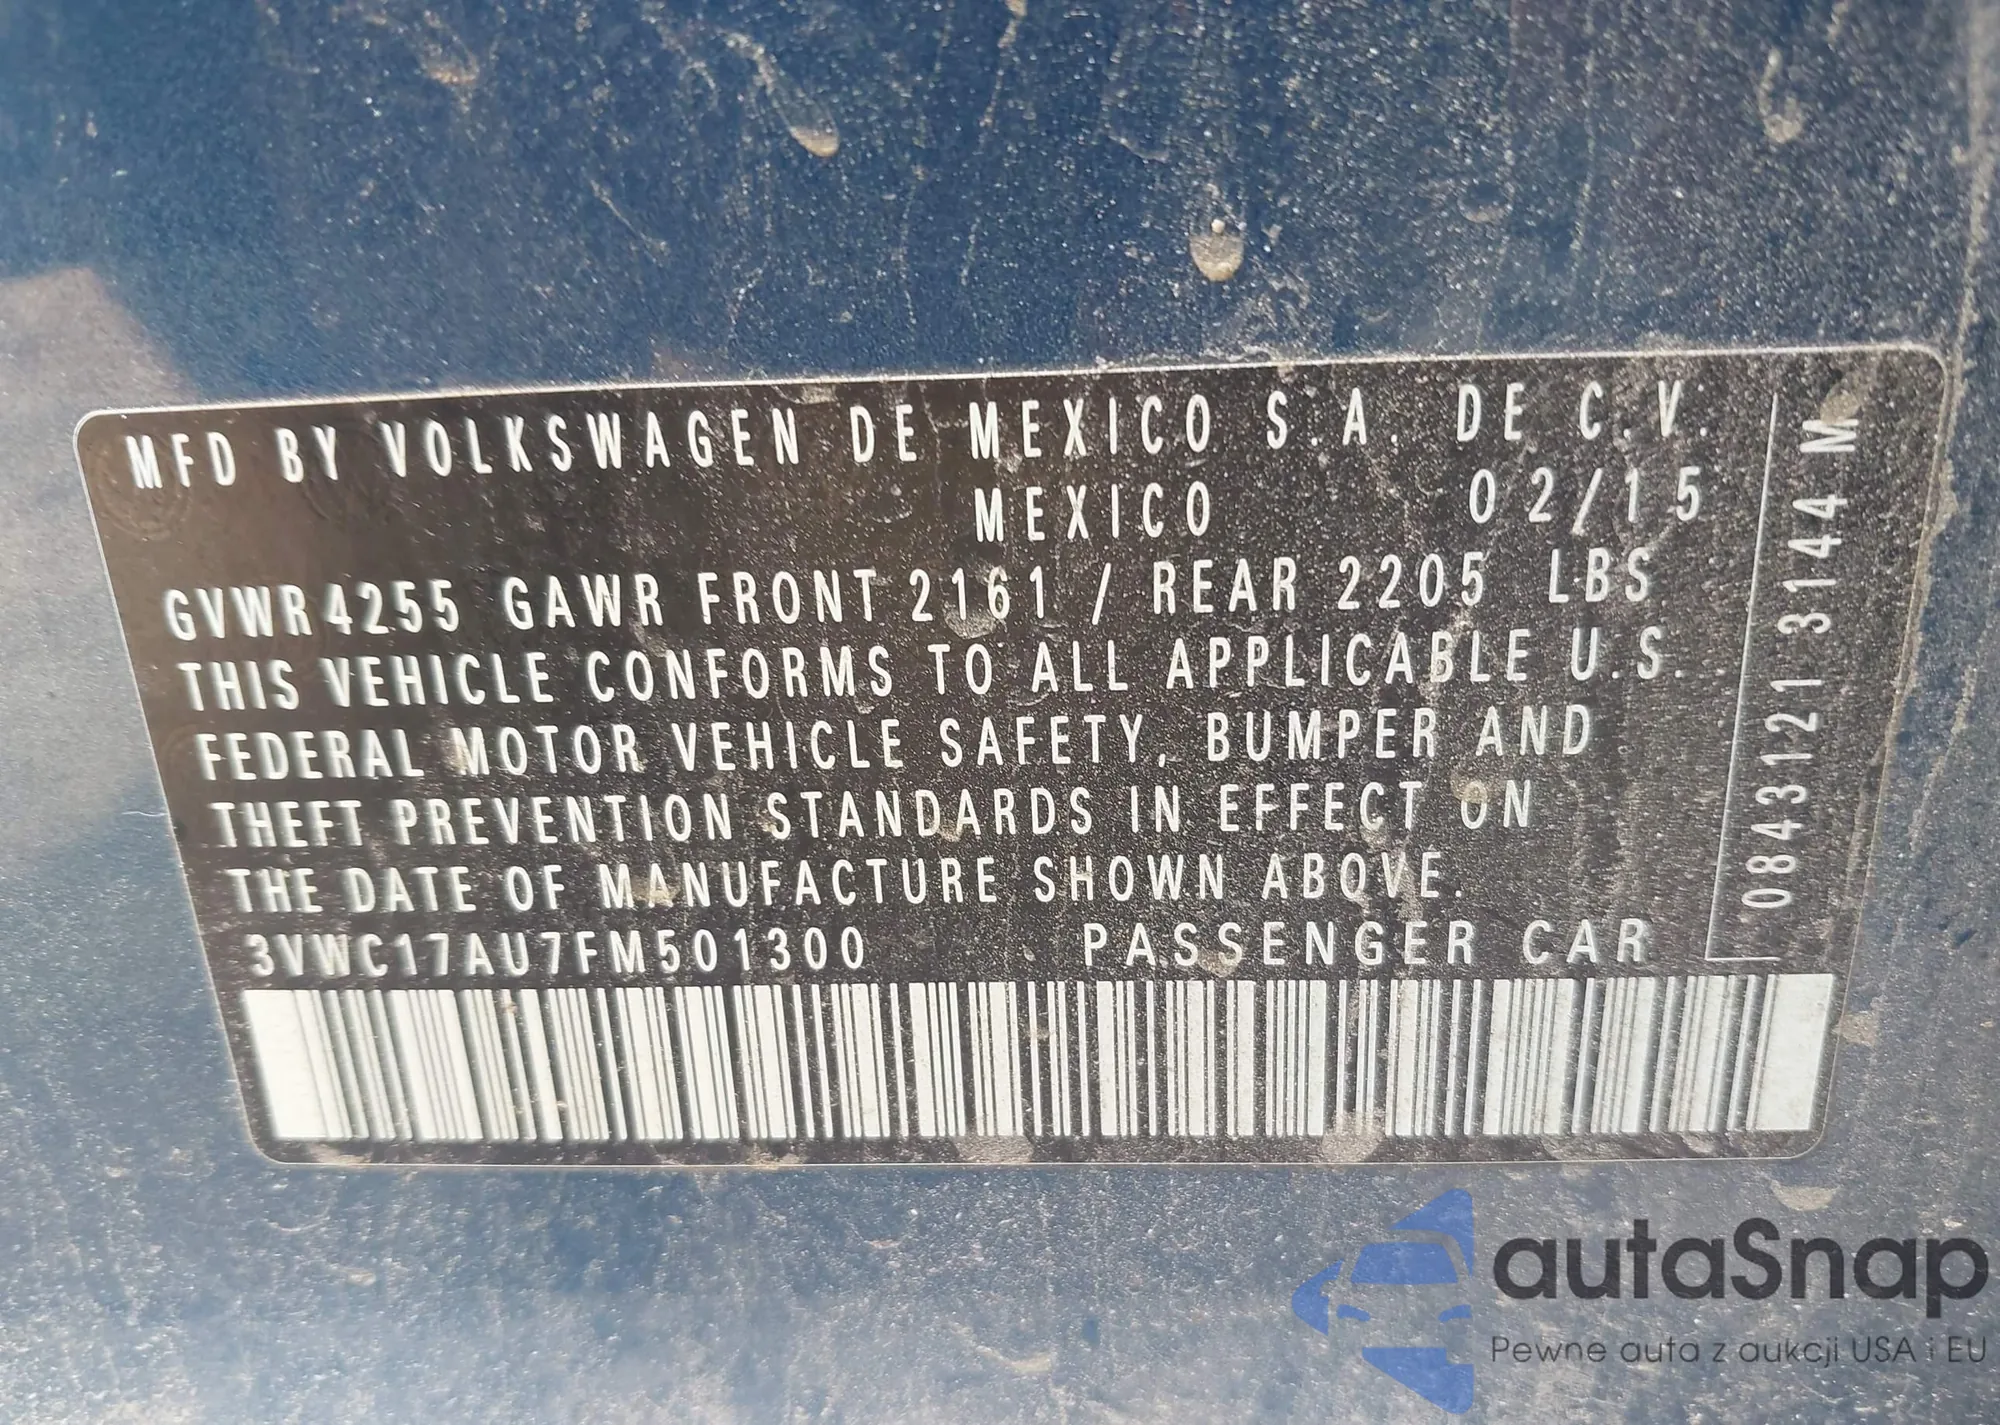 MFD BY VOLKSWAGEN DE MEXICO S.A. DE C.V.
MEXICO 02/15
GVWR 4255 GAWR FRONT 2161 / REAR 2205 LBS
THIS VEHICLE CONFORMS TO ALL APPLICABLE U.S.
FEDERAL MOTOR VEHICLE SAFETY, BUMPER AND
THEFT PREVENTION STANDARDS IN EFFECT ON
THE DATE OF MANUFACTURE SHOWN ABOVE.
3VWC17AU7FM501300 PASSENGER CAR
0843121 3144 M
autaSnap
Pewne auta z aukcji USA i EU